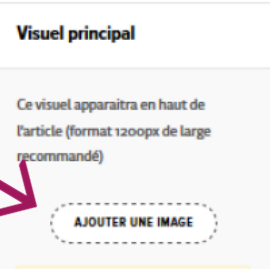 Visuel principal
Ce visuel apparaitra en haut de
l'article (format 1200px de large
recommandé)
AJOUTER UNE IMAGE